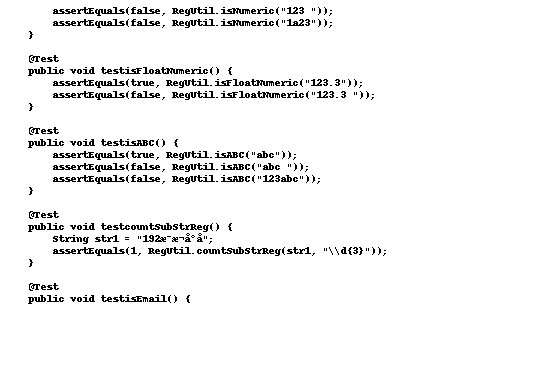 assertEquals(false, RegUtil.isNumeric("123 "));
assertEquals(false, RegUtil.isNumeric("1a23"));
}
@Test
public void testisFloatNumeric() {
assertEquals(true, RegUtil.isFloatNumeric("123.3"));
assertEquals(false, RegUtil.isFloatNumeric("123.3 "));
}
@Test
public void testisABC() {
assertEquals(true, RegUtil.isABC("abc"));
assertEquals(false, RegUtil.isABC("abc "));
assertEquals(false, RegUtil.isABC("123abc"));
}
@Test
public void testcountSubStrReg() {
String str1 = "192æ¯æ¬å°å";
assertEquals(1, RegUtil.countSubStrReg(str1, "\\d{3}"));
}
@Test
public void testisEmail() {